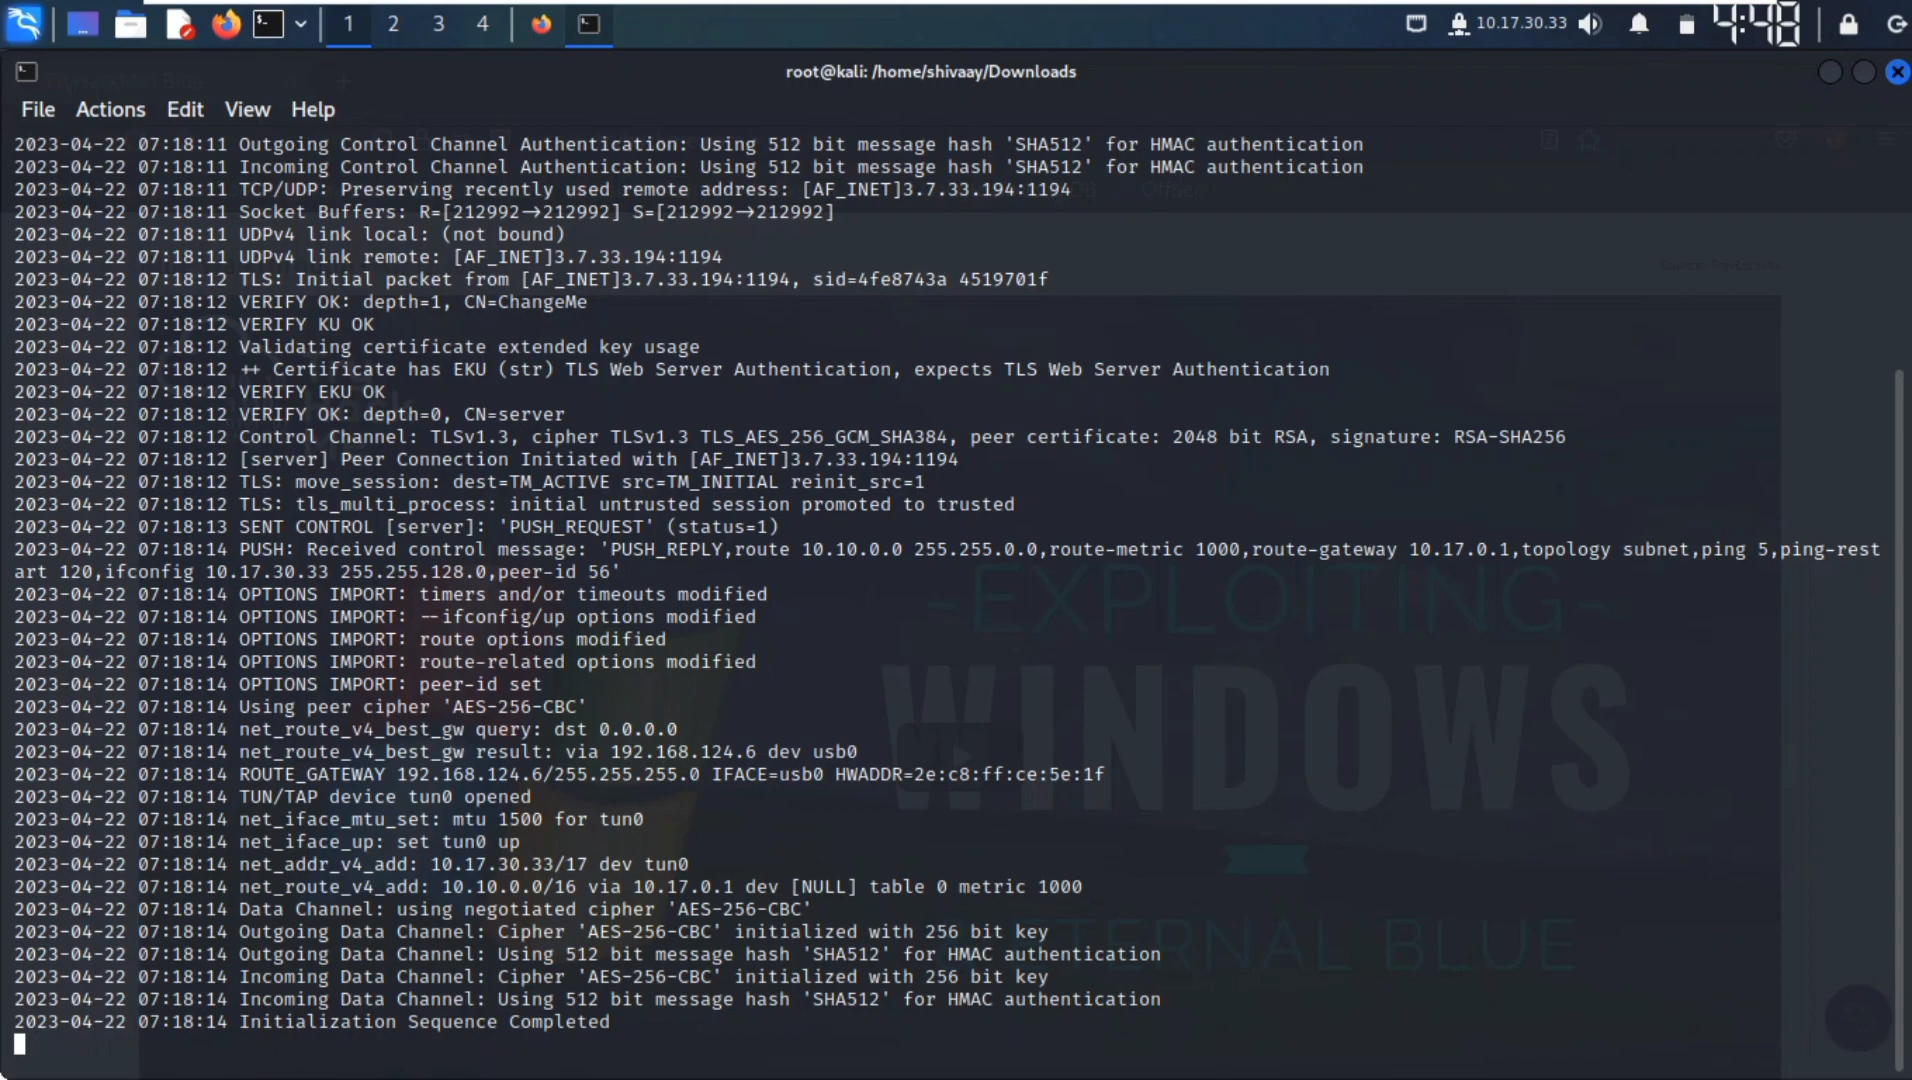 1 2 3 4 10.17.30.33 4:48
root@kali: /home/shivaay/Downloads
File Actions Edit View Help
2023-04-22 07:18:11 Outgoing Control Channel Authentication: Using 512 bit message hash 'SHA512' for HMAC authentication
2023-04-22 07:18:11 Incoming Control Channel Authentication: Using 512 bit message hash 'SHA512' for HMAC authentication
2023-04-22 07:18:11 TCP/UDP: Preserving recently used remote address: [AF_INET]3.7.33.194:1194
2023-04-22 07:18:11 Socket Buffers: R=[212992→212992] S=[212992→212992]
2023-04-22 07:18:11 UDPv4 link local: (not bound)
2023-04-22 07:18:11 UDPv4 link remote: [AF_INET]3.7.33.194:1194
2023-04-22 07:18:12 TLS: Initial packet from [AF_INET]3.7.33.194:1194, sid=4fe8743a 4519701f
2023-04-22 07:18:12 VERIFY OK: depth=1, CN=ChangeMe
2023-04-22 07:18:12 VERIFY KU OK
2023-04-22 07:18:12 Validating certificate extended key usage
2023-04-22 07:18:12 ++ Certificate has EKU (str) TLS Web Server Authentication, expects TLS Web Server Authentication
2023-04-22 07:18:12 VERIFY EKU OK
2023-04-22 07:18:12 VERIFY OK: depth=0, CN=server
2023-04-22 07:18:12 Control Channel: TLSv1.3, cipher TLSv1.3 TLS_AES_256_GCM_SHA384, peer certificate: 2048 bit RSA, signature: RSA-SHA256
2023-04-22 07:18:12 [server] Peer Connection Initiated with [AF_INET]3.7.33.194:1194
2023-04-22 07:18:12 TLS: move_session: dest=TM_ACTIVE src=TM_INITIAL reinit_src=1
2023-04-22 07:18:12 TLS: tls_multi_process: initial untrusted session promoted to trusted
2023-04-22 07:18:13 SENT CONTROL [server]: 'PUSH_REQUEST' (status=1)
2023-04-22 07:18:14 PUSH: Received control message: 'PUSH_REPLY,route 10.10.0.0 255.255.0.0,route-metric 1000,route-gateway 10.17.0.1,topology subnet,ping 5,ping-rest
art 120,ifconfig 10.17.30.33 255.255.128.0,peer-id 56'
2023-04-22 07:18:14 OPTIONS IMPORT: timers and/or timeouts modified
2023-04-22 07:18:14 OPTIONS IMPORT: --ifconfig/up options modified
2023-04-22 07:18:14 OPTIONS IMPORT: route options modified
2023-04-22 07:18:14 OPTIONS IMPORT: route-related options modified
2023-04-22 07:18:14 OPTIONS IMPORT: peer-id set
2023-04-22 07:18:14 Using peer cipher 'AES-256-CBC'
2023-04-22 07:18:14 net_route_v4_best_gw query: dst 0.0.0.0
2023-04-22 07:18:14 net_route_v4_best_gw result: via 192.168.124.6 dev usb0
2023-04-22 07:18:14 ROUTE_GATEWAY 192.168.124.6/255.255.255.0 IFACE=usb0 HWADDR=2e:c8:ff:ce:5e:1f
2023-04-22 07:18:14 TUN/TAP device tun0 opened
2023-04-22 07:18:14 net_iface_mtu_set: mtu 1500 for tun0
2023-04-22 07:18:14 net_iface_up: set tun0 up
2023-04-22 07:18:14 net_addr_v4_add: 10.17.30.33/17 dev tun0
2023-04-22 07:18:14 net_route_v4_add: 10.10.0.0/16 via 10.17.0.1 dev [NULL] table 0 metric 1000
2023-04-22 07:18:14 Data Channel: using negotiated cipher 'AES-256-CBC'
2023-04-22 07:18:14 Outgoing Data Channel: Cipher 'AES-256-CBC' initialized with 256 bit key
2023-04-22 07:18:14 Outgoing Data Channel: Using 512 bit message hash 'SHA512' for HMAC authentication
2023-04-22 07:18:14 Incoming Data Channel: Cipher 'AES-256-CBC' initialized with 256 bit key
2023-04-22 07:18:14 Incoming Data Channel: Using 512 bit message hash 'SHA512' for HMAC authentication
2023-04-22 07:18:14 Initialization Sequence Completed
-EXPLOITING-
WINDOWS
ETERNAL BLUE